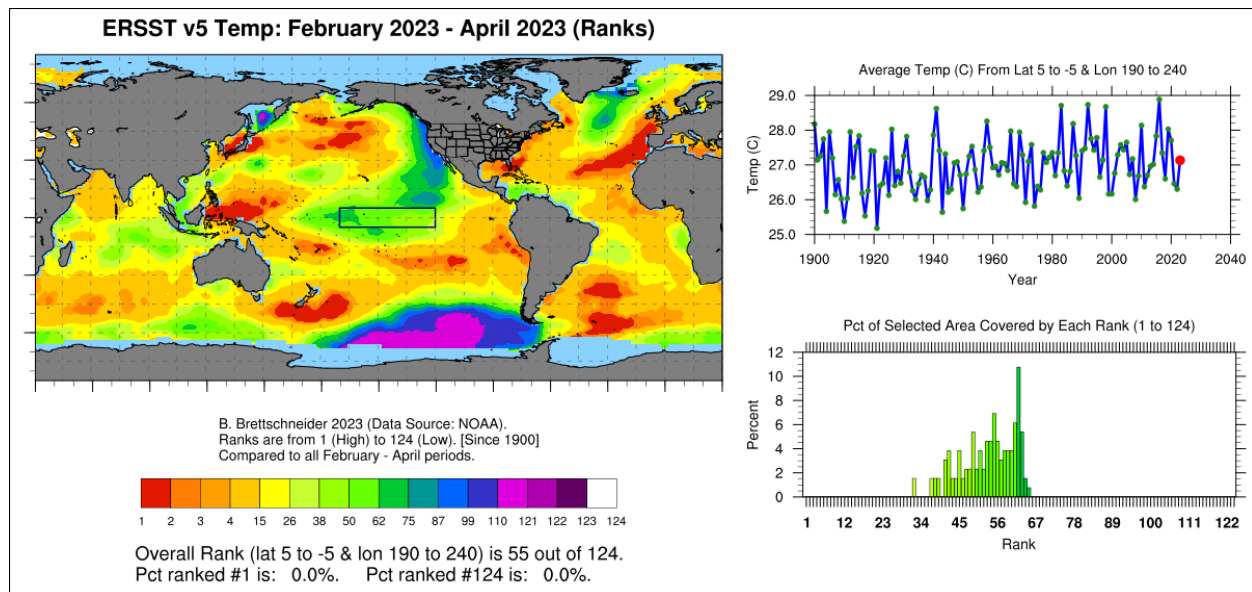 ERSST v5 Temp: February 2023 - April 2023 (Ranks)
B. Brettschneider 2023 (Data Source: NOAA).
Ranks are from 1 (High) to 124 (Low). [Since 1900]
Compared to all February - April periods.
1 2 3 4 15 26 38 50 62 75 87 99 110 122 123 124
Overall Rank (lat 5 to -5 & lon 190 to 240) is 55 out of 124.
Pct ranked #1 is: 0.0%. Pct ranked #124 is: 0.0%.
Average Temp (C) From Lat 5 to -5 & Lon 190 to 240
Temp (C)
29.0
28.0
27.0
26.0
25.0
1900 1920 1940 1960 1980 2000 2020 2040
Year
Pct of Selected Area Covered by Each Rank (1 to 124)
Percent
12
10
8
6
4
2
0
1 12 23 34 45 56 67 78 89 100 111 122
Rank